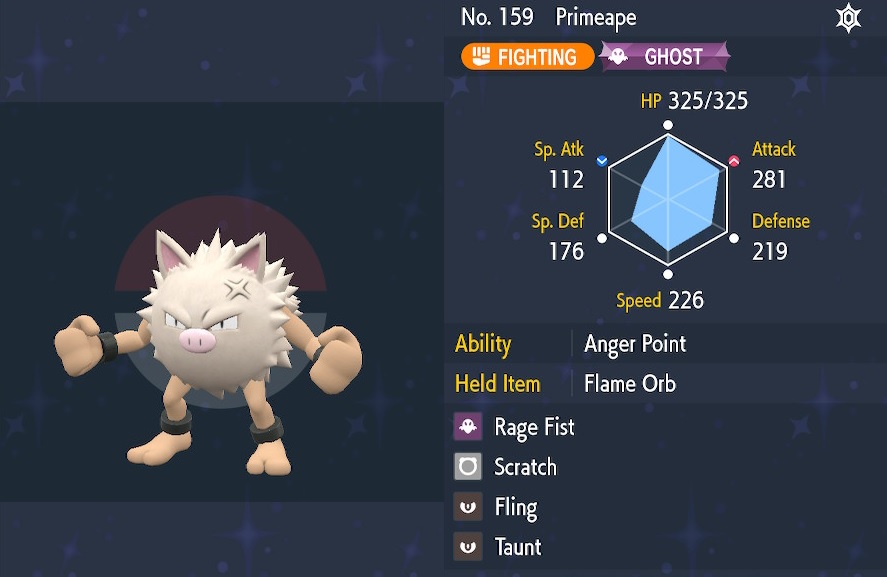 No. 159 Primeape
FIGHTING GHOST
HP 325/325
Sp. Atk
112
Attack
281
Sp. Def
176
Defense
219
Speed 226
Ability Anger Point
Held Item Flame Orb
Rage Fist
Scratch
Fling
Taunt